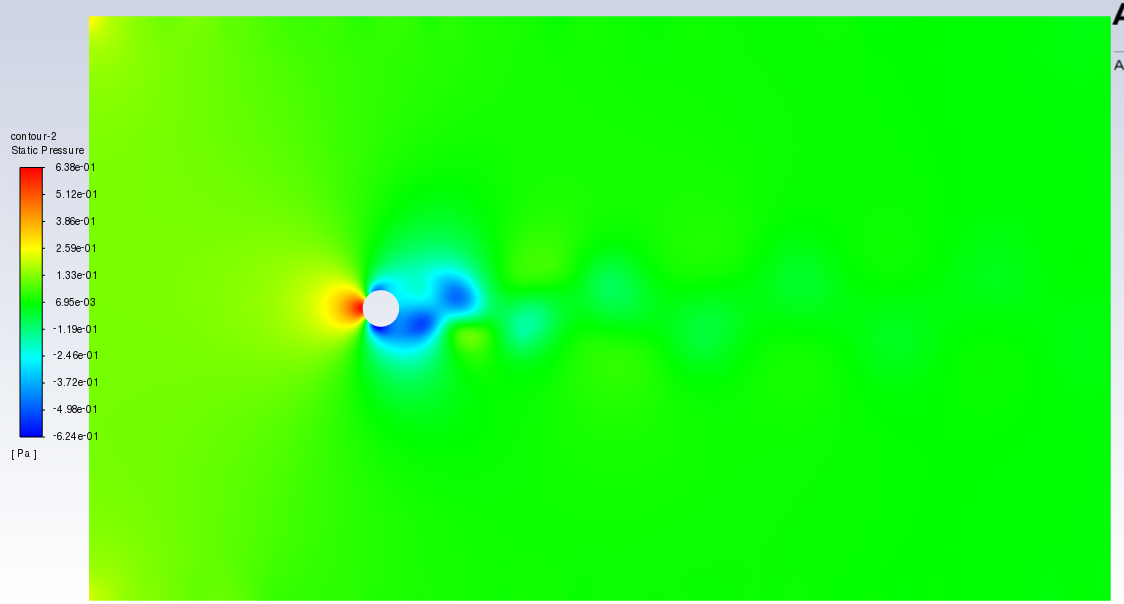 contour-2
Static Pressure
6.38e-01
5.12e-01
3.86e-01
2.59e-01
1.33e-01
6.95e-03
-1.19e-01
-2.46e-01
-3.72e-01
-4.98e-01
-6.24e-01
[ Pa ]
A
A